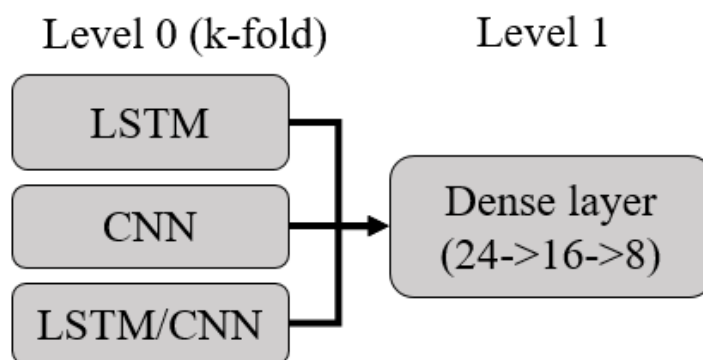 Level 0 (k-fold)
Level 1
LSTM
CNN
LSTM/CNN
Dense layer
(24->16->8)